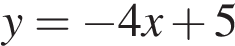 y = −4x + 5